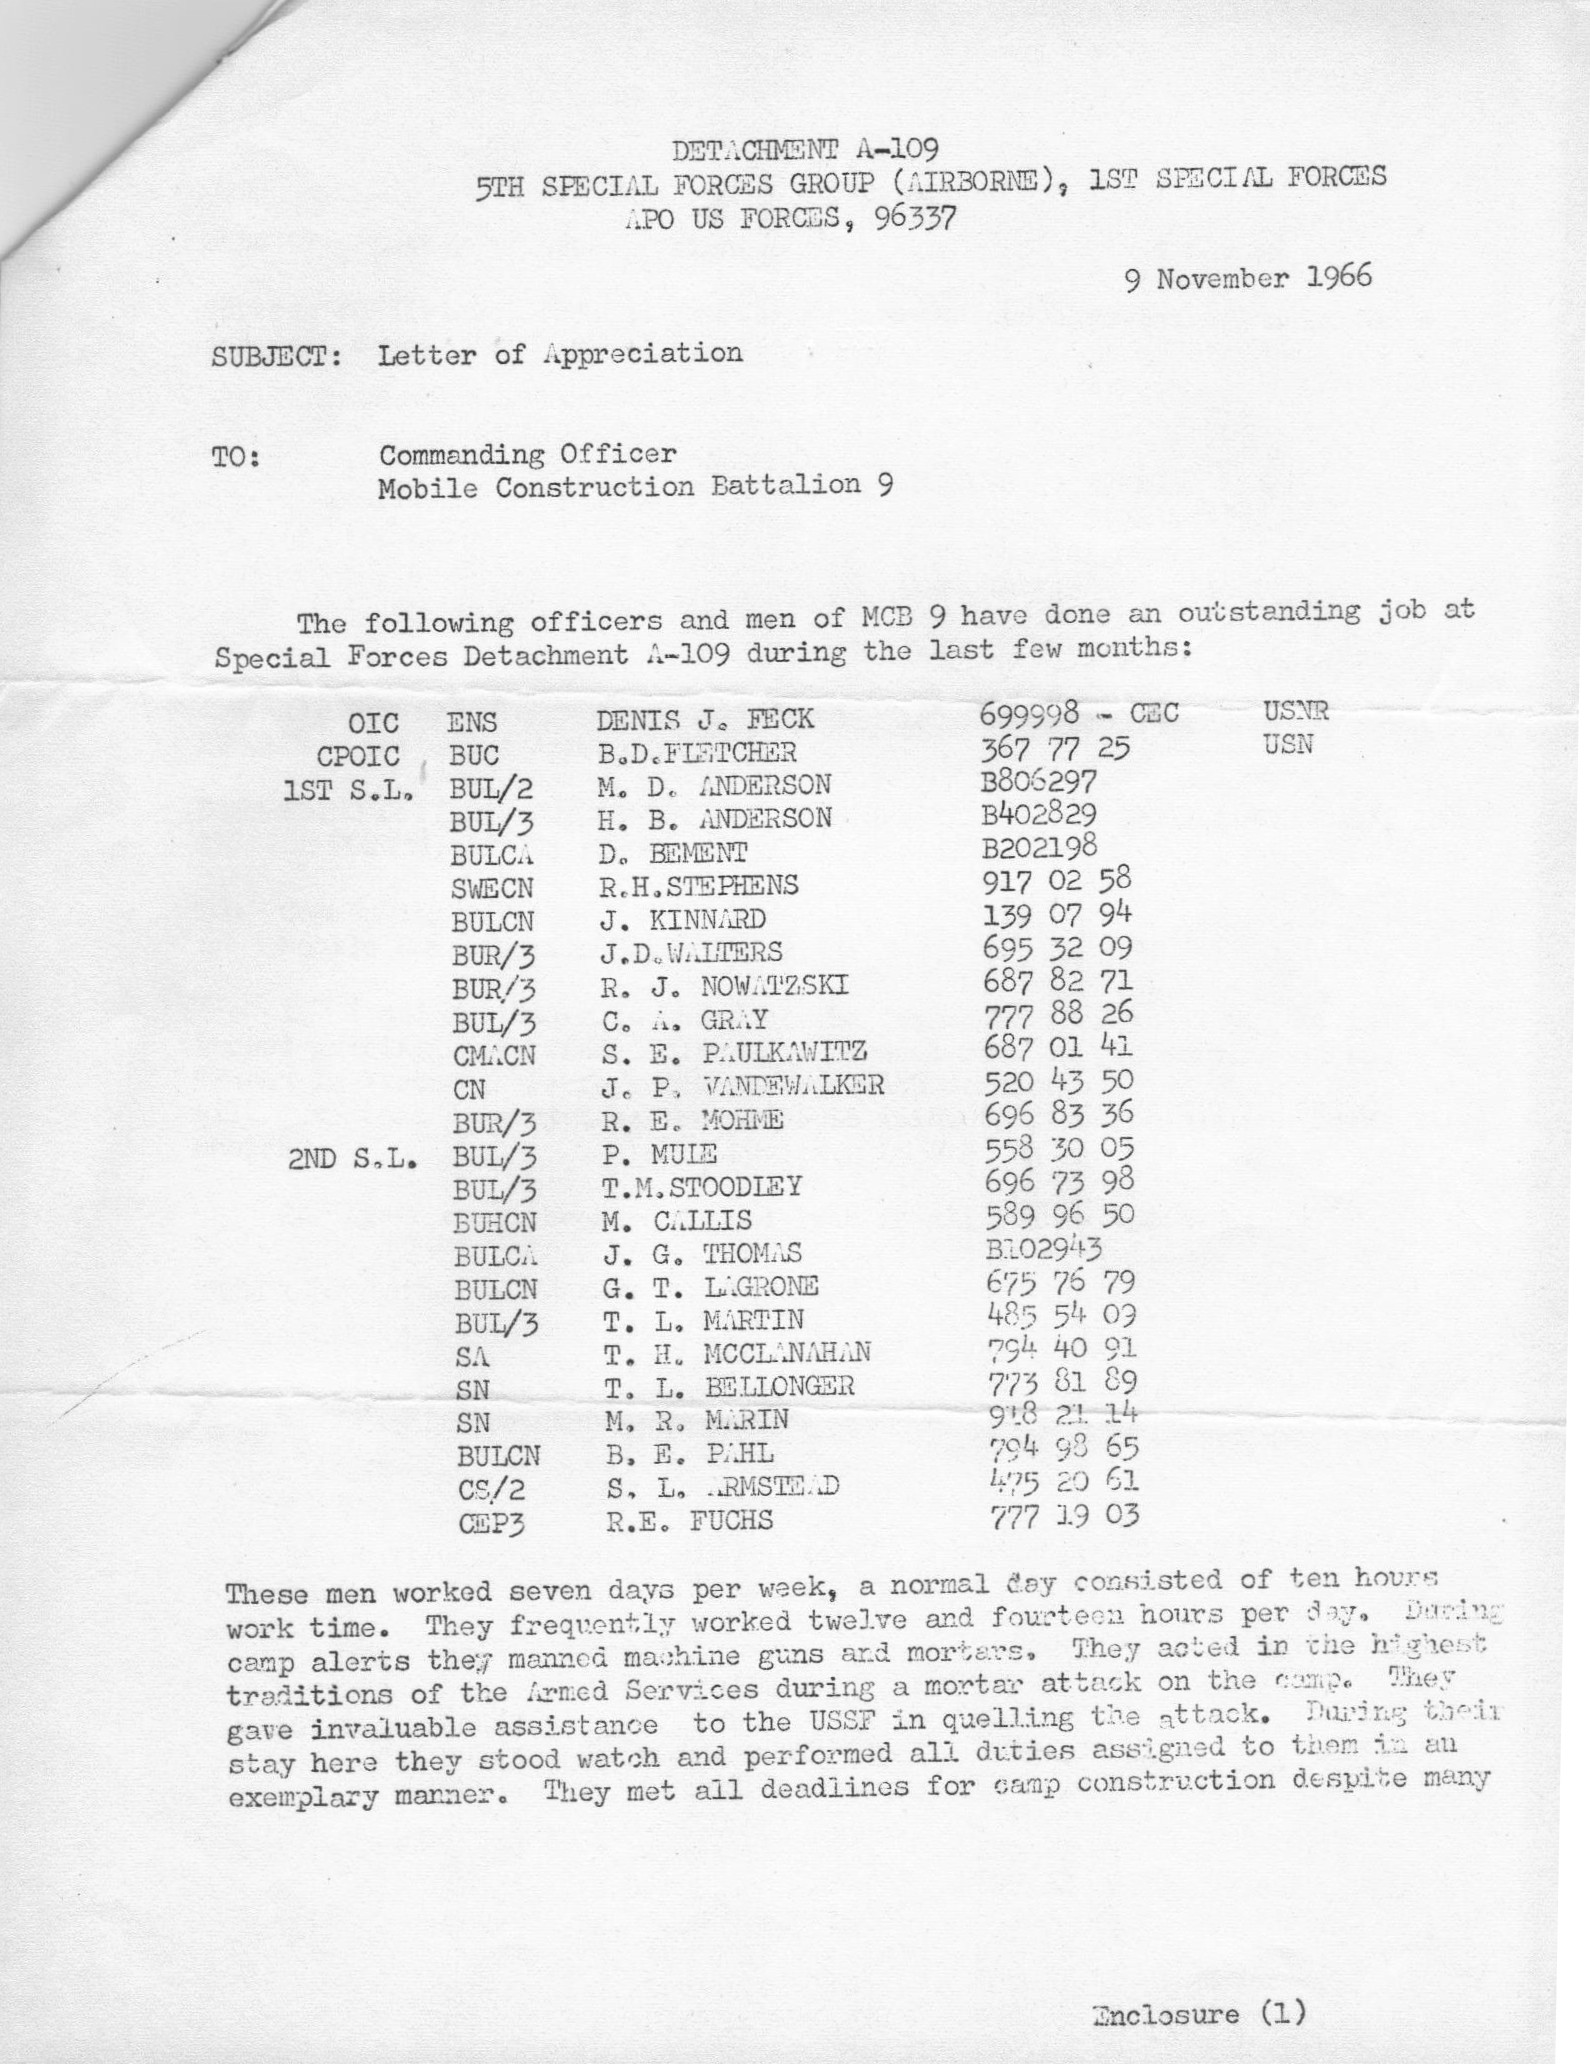 DETACHMENT A-109
5TH SPECIAL FORCES GROUP (AIRBORNE), 1ST SPECIAL FORCES
APO US FORCES, 96337
9 November 1966
SUBJECT: Letter of Appreciation
TO: Commanding Officer
Mobile Construction Battalion 9
The following officers and men of MCB 9 have done an outstanding job at
Special Forces Detachment A-109 during the last few months:
OIC ENS DENIS J. FECK 699998 - CEC USNR
CPOIC BUC B.D.FLETCHER 367 77 25 USN
1ST S.L. BUL/2 M. D. ANDERSON B806297
BUL/3 H. B. ANDERSON B402829
BULCA D. BEMENT B202198
SWECN R.H.STEPHENS 917 02 58
BULCN J. KINNARD 139 07 94
BUR/3 J.D.WALTERS 695 32 09
BUR/3 R. J. NOWATZSKI 687 82 71
BUL/3 C. A. GRAY 777 88 26
CMACN S. E. PAULKAWITZ 687 01 41
CN J. P. VANDEWALKER 520 43 50
BUR/3 R. E. MOHME 696 83 36
2ND S.L. BUL/3 P. MULE 558 30 05
BUL/3 T.M.STOODLEY 696 73 98
BUHCN M. CALLIS 589 96 50
BULCA J. G. THOMAS B102943
BULCN G. T. LAGRONE 675 76 79
BUL/3 T. L. MARTIN 485 54 09
SA T. H. MCCLANAHAN 794 40 91
SN T. L. BELLONGER 773 81 89
SN M. R. MARIN 918 21 14
BULCN B. E. PAHL 794 98 65
CS/2 S. L. ARMSTEAD 475 20 61
CEP3 R.E. FUCHS 777 19 03
These men worked seven days per week, a normal day consisted of ten hours
work time. They frequently worked twelve and fourteen hours per day. During
camp alerts they manned machine guns and mortars. They acted in the highest
traditions of the Armed Services during a mortar attack on the camp. They
gave invaluable assistance to the USSF in quelling the attack. During their
stay here they stood watch and performed all duties assigned to them in an
exemplary manner. They met all deadlines for camp construction despite many
Enclosure (1)